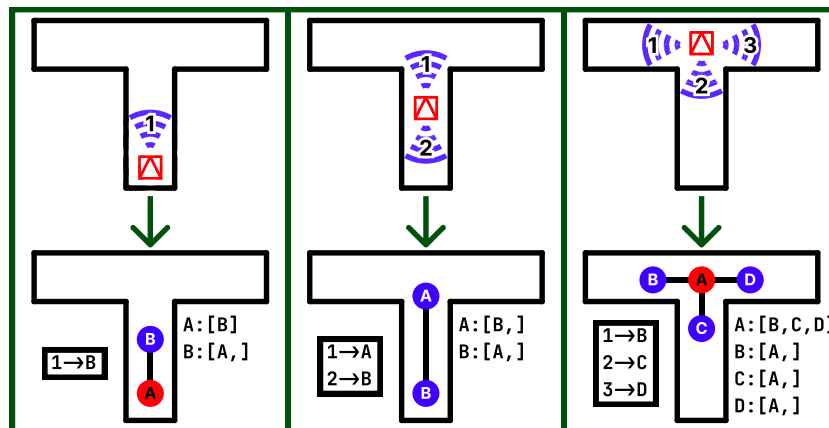 1
1
2
1
2
3
B
A
1→B
A:[B]
B:[A,]
A
B
1→A
2→B
A:[B,]
B:[A,]
B
A
D
C
1→B
2→C
3→D
A:[B,C,D]
B:[A,]
C:[A,]
D:[A,]